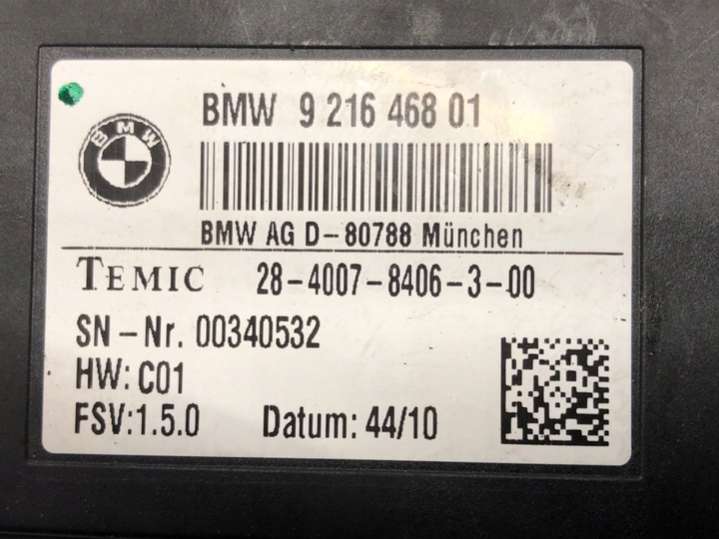 BMW 9 216 468 01
BMW
BMW AG D-80788 München
TEMIC 28-4007-8406-3-00
SN-Nr. 00340532
HW: C01
FSV:1.5.0 Datum: 44/10